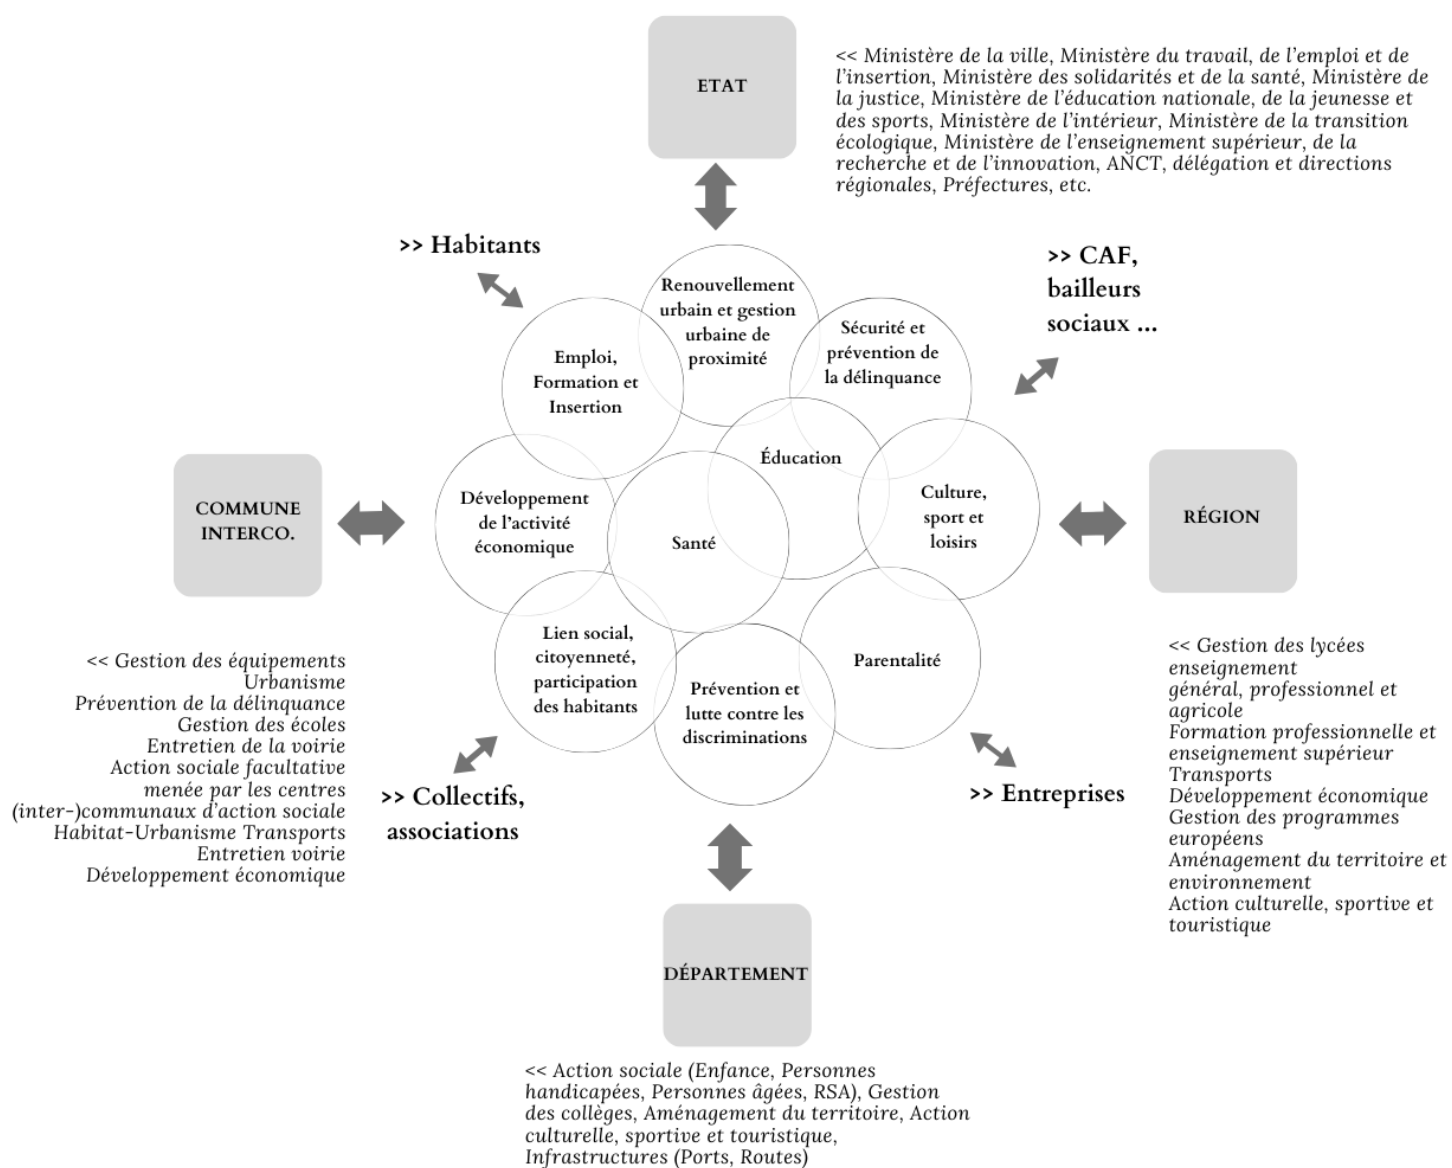 ETAT
<< Ministère de la ville, Ministère du travail, de l'emploi et de
l'insertion, Ministère des solidarités et de la santé, Ministère de
la justice, Ministère de l'éducation nationale, de la jeunesse et
des sports, Ministère de l'intérieur, Ministère de la transition
écologique, Ministère de l'enseignement supérieur, de la
recherche et de l'innovation, ANCT, délégation et directions
régionales, Préfectures, etc.
>> Habitants
>> CAF,
bailleurs
sociaux ...
Renouvellement
urbain et gestion
urbaine de
proximité
Sécurité et
prévention de
la délinquance
Emploi,
Formation et
Insertion
Éducation
Développement
de l'activité
économique
Santé
Culture,
sport et
loisirs
COMMUNE
INTERCO.
RÉGION
Lien social,
citoyenneté,
participation
des habitants
Prévention et
lutte contre les
discriminations
Parentalité
<< Gestion des équipements
Urbanisme
Prévention de la délinquance
Gestion des écoles
Entretien de la voirie
Action sociale facultative
menée par les centres
(inter-)communaux d'action sociale
Habitat-Urbanisme Transports
Entretien voirie
Développement économique
>> Collectifs,
associations
>> Entreprises
<< Gestion des lycées
enseignement
général, professionnel et
agricole
Formation professionnelle et
enseignement supérieur
Transports
Développement économique
Gestion des programmes
européens
Aménagement du territoire et
environnement
Action culturelle, sportive et
touristique
DÉPARTEMENT
<< Action sociale (Enfance, Personnes
handicapées, Personnes âgées, RSA), Gestion
des collèges, Aménagement du territoire, Action
culturelle, sportive et touristique,
Infrastructures (Ports, Routes)